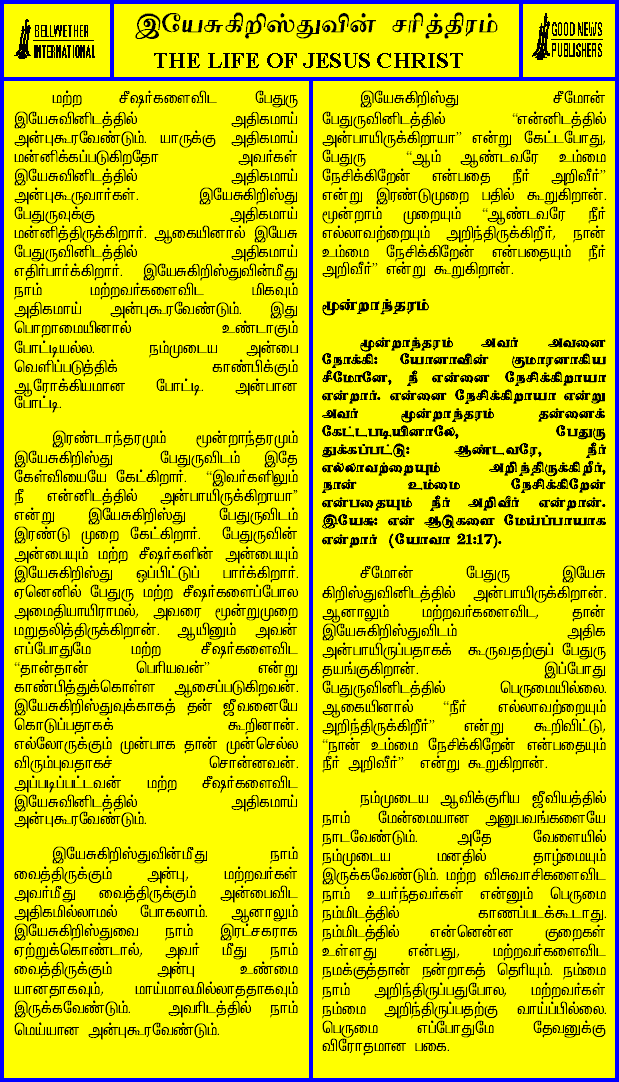 BELLWETHER
INTERNATIONAL
இயேசுகிறிஸ்துவின் சரித்திரம்
THE LIFE OF JESUS CHRIST
GOOD NEWS
PUBLISHERS
மற்ற சீஷர்களைவிட பேதுரு
இயேசுவினிடத்தில் அதிகமாய்
அன்புகூரவேண்டும். யாருக்கு அதிகமாய்
மன்னிக்கப்படுகிறதோ அவர்கள்
இயேசுவினிடத்தில் அதிகமாய்
அன்புகூருவார்கள். இயேசுகிறிஸ்து
பேதுருவுக்கு அதிகமாய்
மன்னித்திருக்கிறார். ஆகையினால் இயேசு
பேதுருவினிடத்தில் அதிகமாய்
எதிர்பார்க்கிறார். இயேசுகிறிஸ்துவின்மீது
நாம் மற்றவர்களைவிட மிகவும்
அதிகமாய் அன்புகூரவேண்டும். இது
பொறாமையினால் உண்டாகும்
போட்டியல்ல. நம்முடைய அன்பை
வெளிப்படுத்திக் காண்பிக்கும்
ஆரோக்கியமான போட்டி. அன்பான
போட்டி.
இரண்டாந்தரமும் மூன்றாந்தரமும்
இயேசுகிறிஸ்து பேதுருவிடம் இதே
கேள்வியையே கேட்கிறார். “இவர்களிலும்
நீ என்னிடத்தில் அன்பாயிருக்கிறாயா”
என்று இயேசுகிறிஸ்து பேதுருவிடம்
இரண்டு முறை கேட்கிறார். பேதுருவின்
அன்பையும் மற்ற சீஷர்களின் அன்பையும்
இயேசுகிறிஸ்து ஒப்பிட்டுப் பார்க்கிறார்.
ஏனெனில் பேதுரு மற்ற சீஷர்களைப்போல
அமைதியாயிராமல், அவரை மூன்றுமுறை
மறுதலித்திருக்கிறான். ஆயினும் அவன்
எப்போதுமே மற்ற சீஷர்களைவிட
“தான்தான் பெரியவன்” என்று
காண்பித்துக்கொள்ள ஆசைப்படுகிறவன்.
இயேசுகிறிஸ்துவுக்காகத் தன் ஜீவனையே
கொடுப்பதாகக் கூறினான்.
எல்லோருக்கும் முன்பாக தான் முன்செல்ல
விரும்புவதாகச் சொன்னவன்.
அப்படிப்பட்டவன் மற்ற சீஷர்களைவிட
இயேசுவினிடத்தில் அதிகமாய்
அன்புகூரவேண்டும்.
இயேசுகிறிஸ்துவின்மீது நாம்
வைத்திருக்கும் அன்பு, மற்றவர்கள்
அவர்மீது வைத்திருக்கும் அன்பைவிட
அதிகமில்லாமல் போகலாம். ஆனாலும்
இயேசுகிறிஸ்துவை நாம் இரட்சகராக
ஏற்றுக்கொண்டால், அவர் மீது நாம்
வைத்திருக்கும் அன்பு உண்மை
யானதாகவும், மாய்மாலமில்லாததாகவும்
இருக்கவேண்டும். அவரிடத்தில் நாம்
மெய்யான அன்புகூரவேண்டும்.
இயேசுகிறிஸ்து சீமோன்
பேதுருவினிடத்தில் “என்னிடத்தில்
அன்பாயிருக்கிறாயா” என்று கேட்டபோது,
பேதுரு “ஆம் ஆண்டவரே உம்மை
நேசிக்கிறேன் என்பதை நீர் அறிவீர்”
என்று இரண்டுமுறை பதில் கூறுகிறான்.
மூன்றாம் முறையும் “ஆண்டவரே நீர்
எல்லாவற்றையும் அறிந்திருக்கிறீர், நான்
உம்மை நேசிக்கிறேன் என்பதையும் நீர்
அறிவீர்” என்று கூறுகிறான்.
மூன்றாந்தரம்
மூன்றாந்தரம் அவர் அவனை
நோக்கி: யோனாவின் குமாரனாகிய
சீமோனே, நீ என்னை நேசிக்கிறாயா
என்றார். என்னை நேசிக்கிறாயா என்று
அவர் மூன்றாந்தரம் தன்னைக்
கேட்டபடியினாலே, பேதுரு
துக்கப்பட்டு: ஆண்டவரே, நீர்
எல்லாவற்றையும் அறிந்திருக்கிறீர்,
நான் உம்மை நேசிக்கிறேன்
என்பதையும் நீர் அறிவீர் என்றான்.
இயேசு: என் ஆடுகளை மேய்ப்பாயாக
என்றார் (யோவா 21:17).
சீமோன் பேதுரு இயேசு
கிறிஸ்துவினிடத்தில் அன்பாயிருக்கிறான்.
ஆனாலும் மற்றவர்களைவிட, தான்
இயேசுகிறிஸ்துவிடம் அதிக
அன்பாயிருப்பதாகக் கூருவதற்குப் பேதுரு
தயங்குகிறான். இப்போது
பேதுருவினிடத்தில் பெருமையில்லை.
ஆகையினால் “நீர் எல்லாவற்றையும்
அறிந்திருக்கிறீர்” என்று கூறிவிட்டு,
“நான் உம்மை நேசிக்கிறேன் என்பதையும்
நீர் அறிவீர்” என்று கூறுகிறான்.
நம்முடைய ஆவிக்குரிய ஜீவியத்தில்
நாம் மேன்மையான அனுபவங்களையே
நாடவேண்டும். அதே வேளையில்
நம்முடைய மனதில் தாழ்மையும்
இருக்கவேண்டும். மற்ற விசுவாசிகளைவிட
நாம் உயர்ந்தவர்கள் என்னும் பெருமை
நம்மிடத்தில் காணப்படக்கூடாது.
நம்மிடத்தில் என்னென்ன குறைகள்
உள்ளது என்பது, மற்றவர்களைவிட
நமக்குத்தான் நன்றாகத் தெரியும். நம்மை
நாம் அறிந்திருப்பதுபோல, மற்றவர்கள்
நம்மை அறிந்திருப்பதற்கு வாய்ப்பில்லை.
பெருமை எப்போதுமே தேவனுக்கு
விரோதமான பகை.